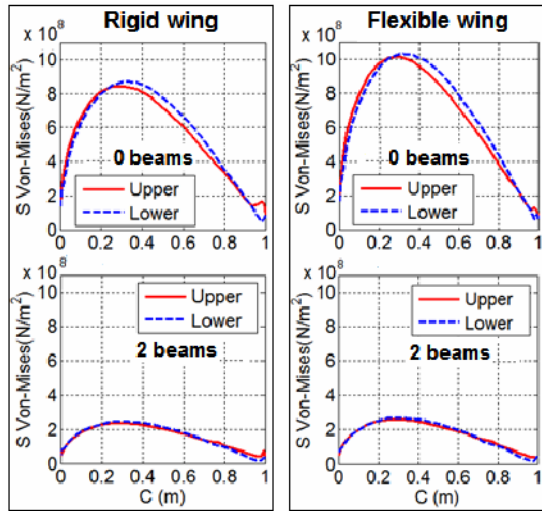 Rigid wing
x 10^8
S Von-Mises(N/m²)
10
8
6
4
2
0
0 beams
Upper
Lower
0 0.2 0.4 0.6 0.8 1
x 10^8
S Von-Mises(N/m²)
10
8
6
4
2
0
Upper
Lower
2 beams
0 0.2 0.4 0.6 0.8 1
C (m)
Flexible wing
x 10^8
S Von-Mises(N/m²)
10
8
6
4
2
0
0 beams
Upper
Lower
0 0.2 0.4 0.6 0.8 1
x 10^8
S Von-Mises(N/m²)
10
8
6
4
2
0
Upper
Lower
2 beams
0 0.2 0.4 0.6 0.8 1
C (m)